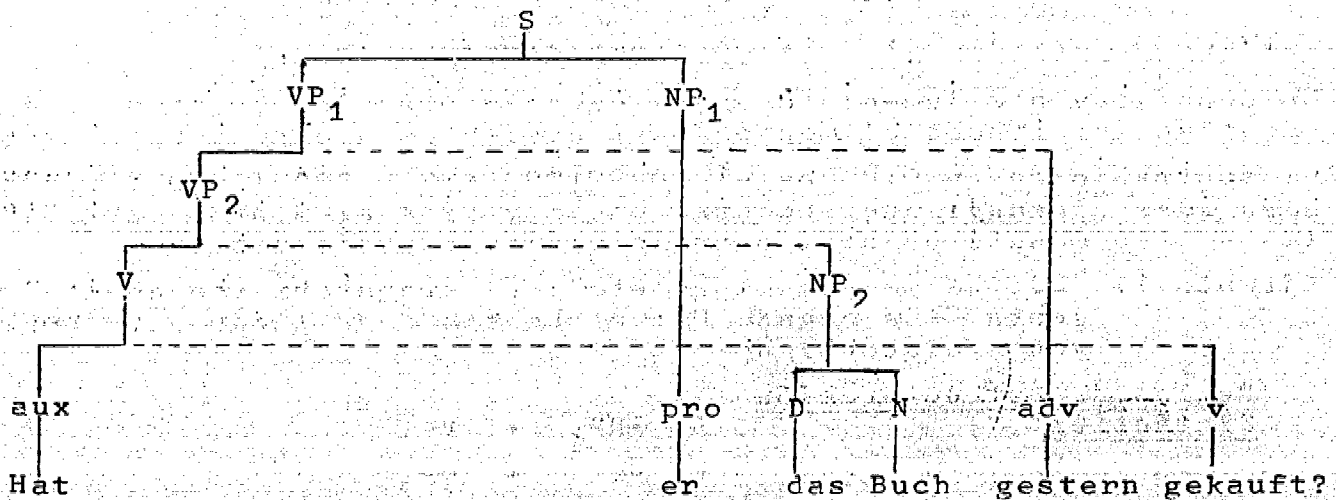 S
VP1 NP1
VP2
V NP2
aux pro D N adv v
Hat er das Buch gestern gekauft?